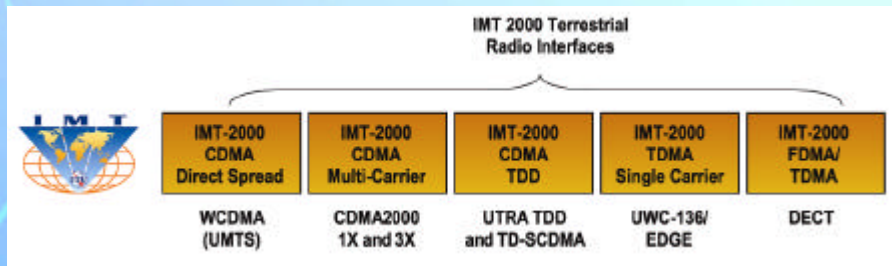 IMT 2000 Terrestrial
Radio Interfaces
I M T
IMT-2000
CDMA
Direct Spread
IMT-2000
CDMA
Multi-Carrier
IMT-2000
CDMA
TDD
IMT-2000
TDMA
Single Carrier
IMT-2000
FDMA/
TDMA
WCDMA
(UMTS)
CDMA2000
1X and 3X
UTRA TDD
and TD-SCDMA
UWC-136/
EDGE
DECT